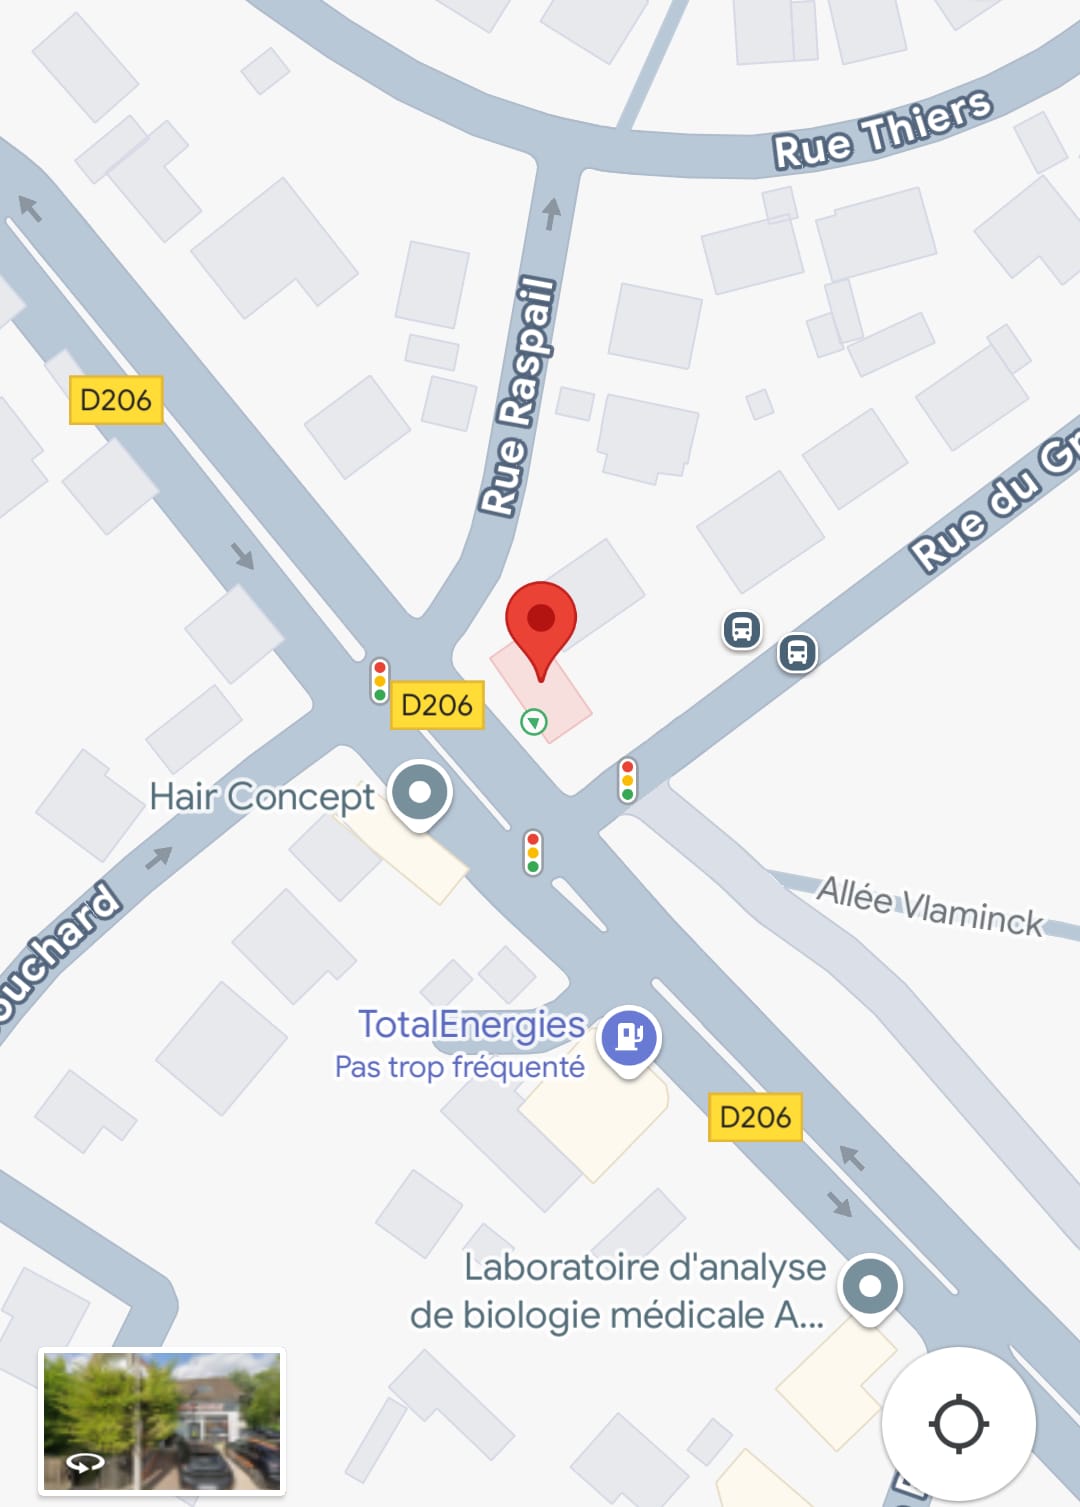 Rue Thiers
Rue Raspail
D206
Rue du Gr
D206
Hair Concept
Allée Vlaminck
ouchard
TotalEnergies
Pas trop fréquenté
D206
Laboratoire d'analyse
de biologie médicale A...